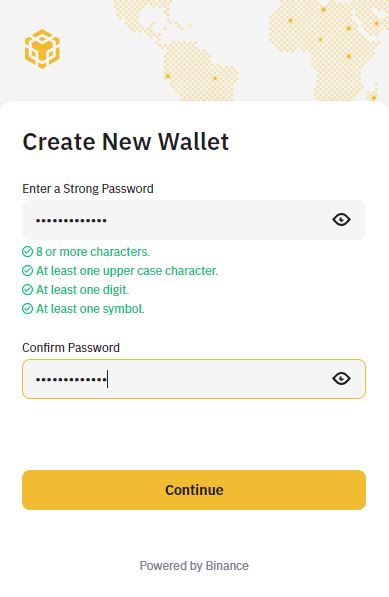 Create New Wallet
Enter a Strong Password
•••••••••••••
8 or more characters.
At least one upper case character.
At least one digit.
At least one symbol.
Confirm Password
•••••••••••••
Continue
Powered by Binance